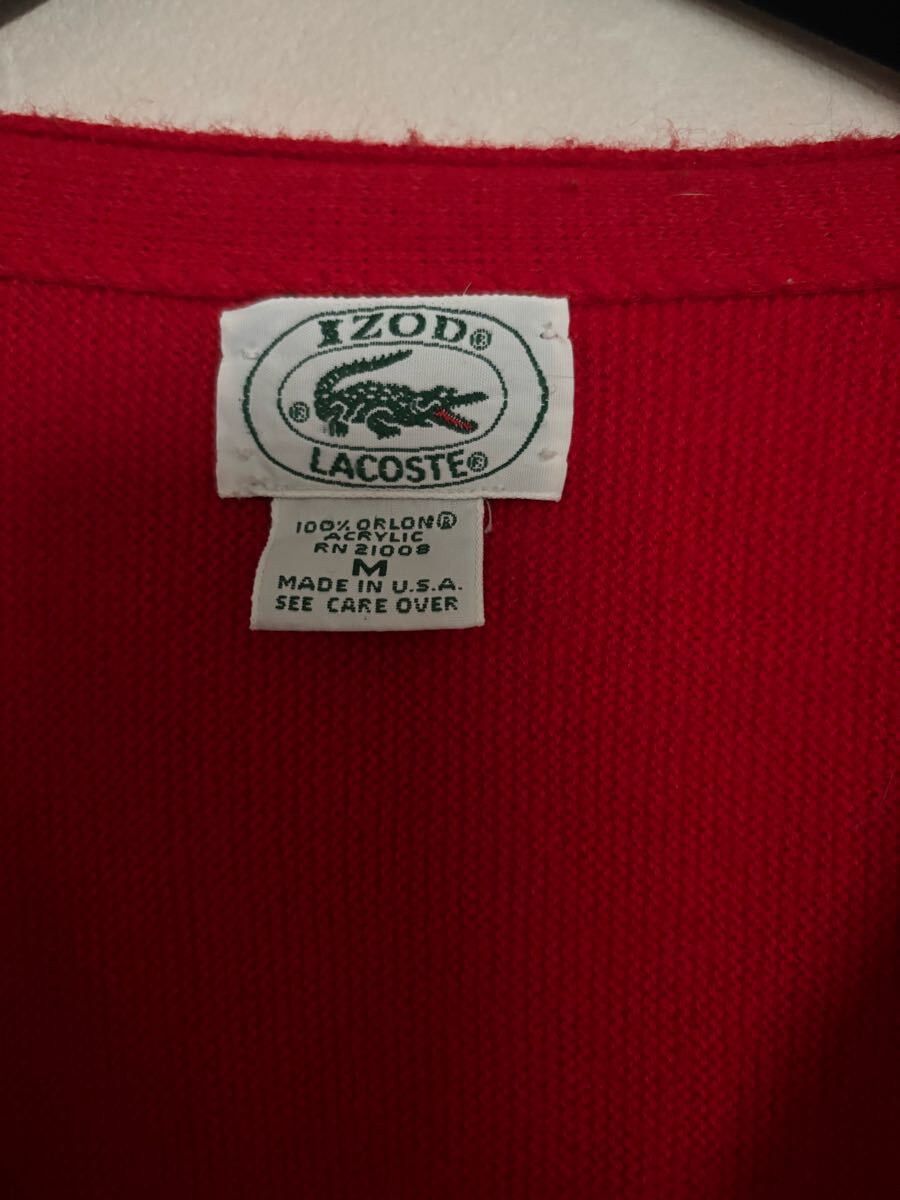 IZOD®
®
LACOSTE®
100% ORLON®
ACRYLIC
RN 21008
M
MADE IN U.S.A.
SEE CARE OVER